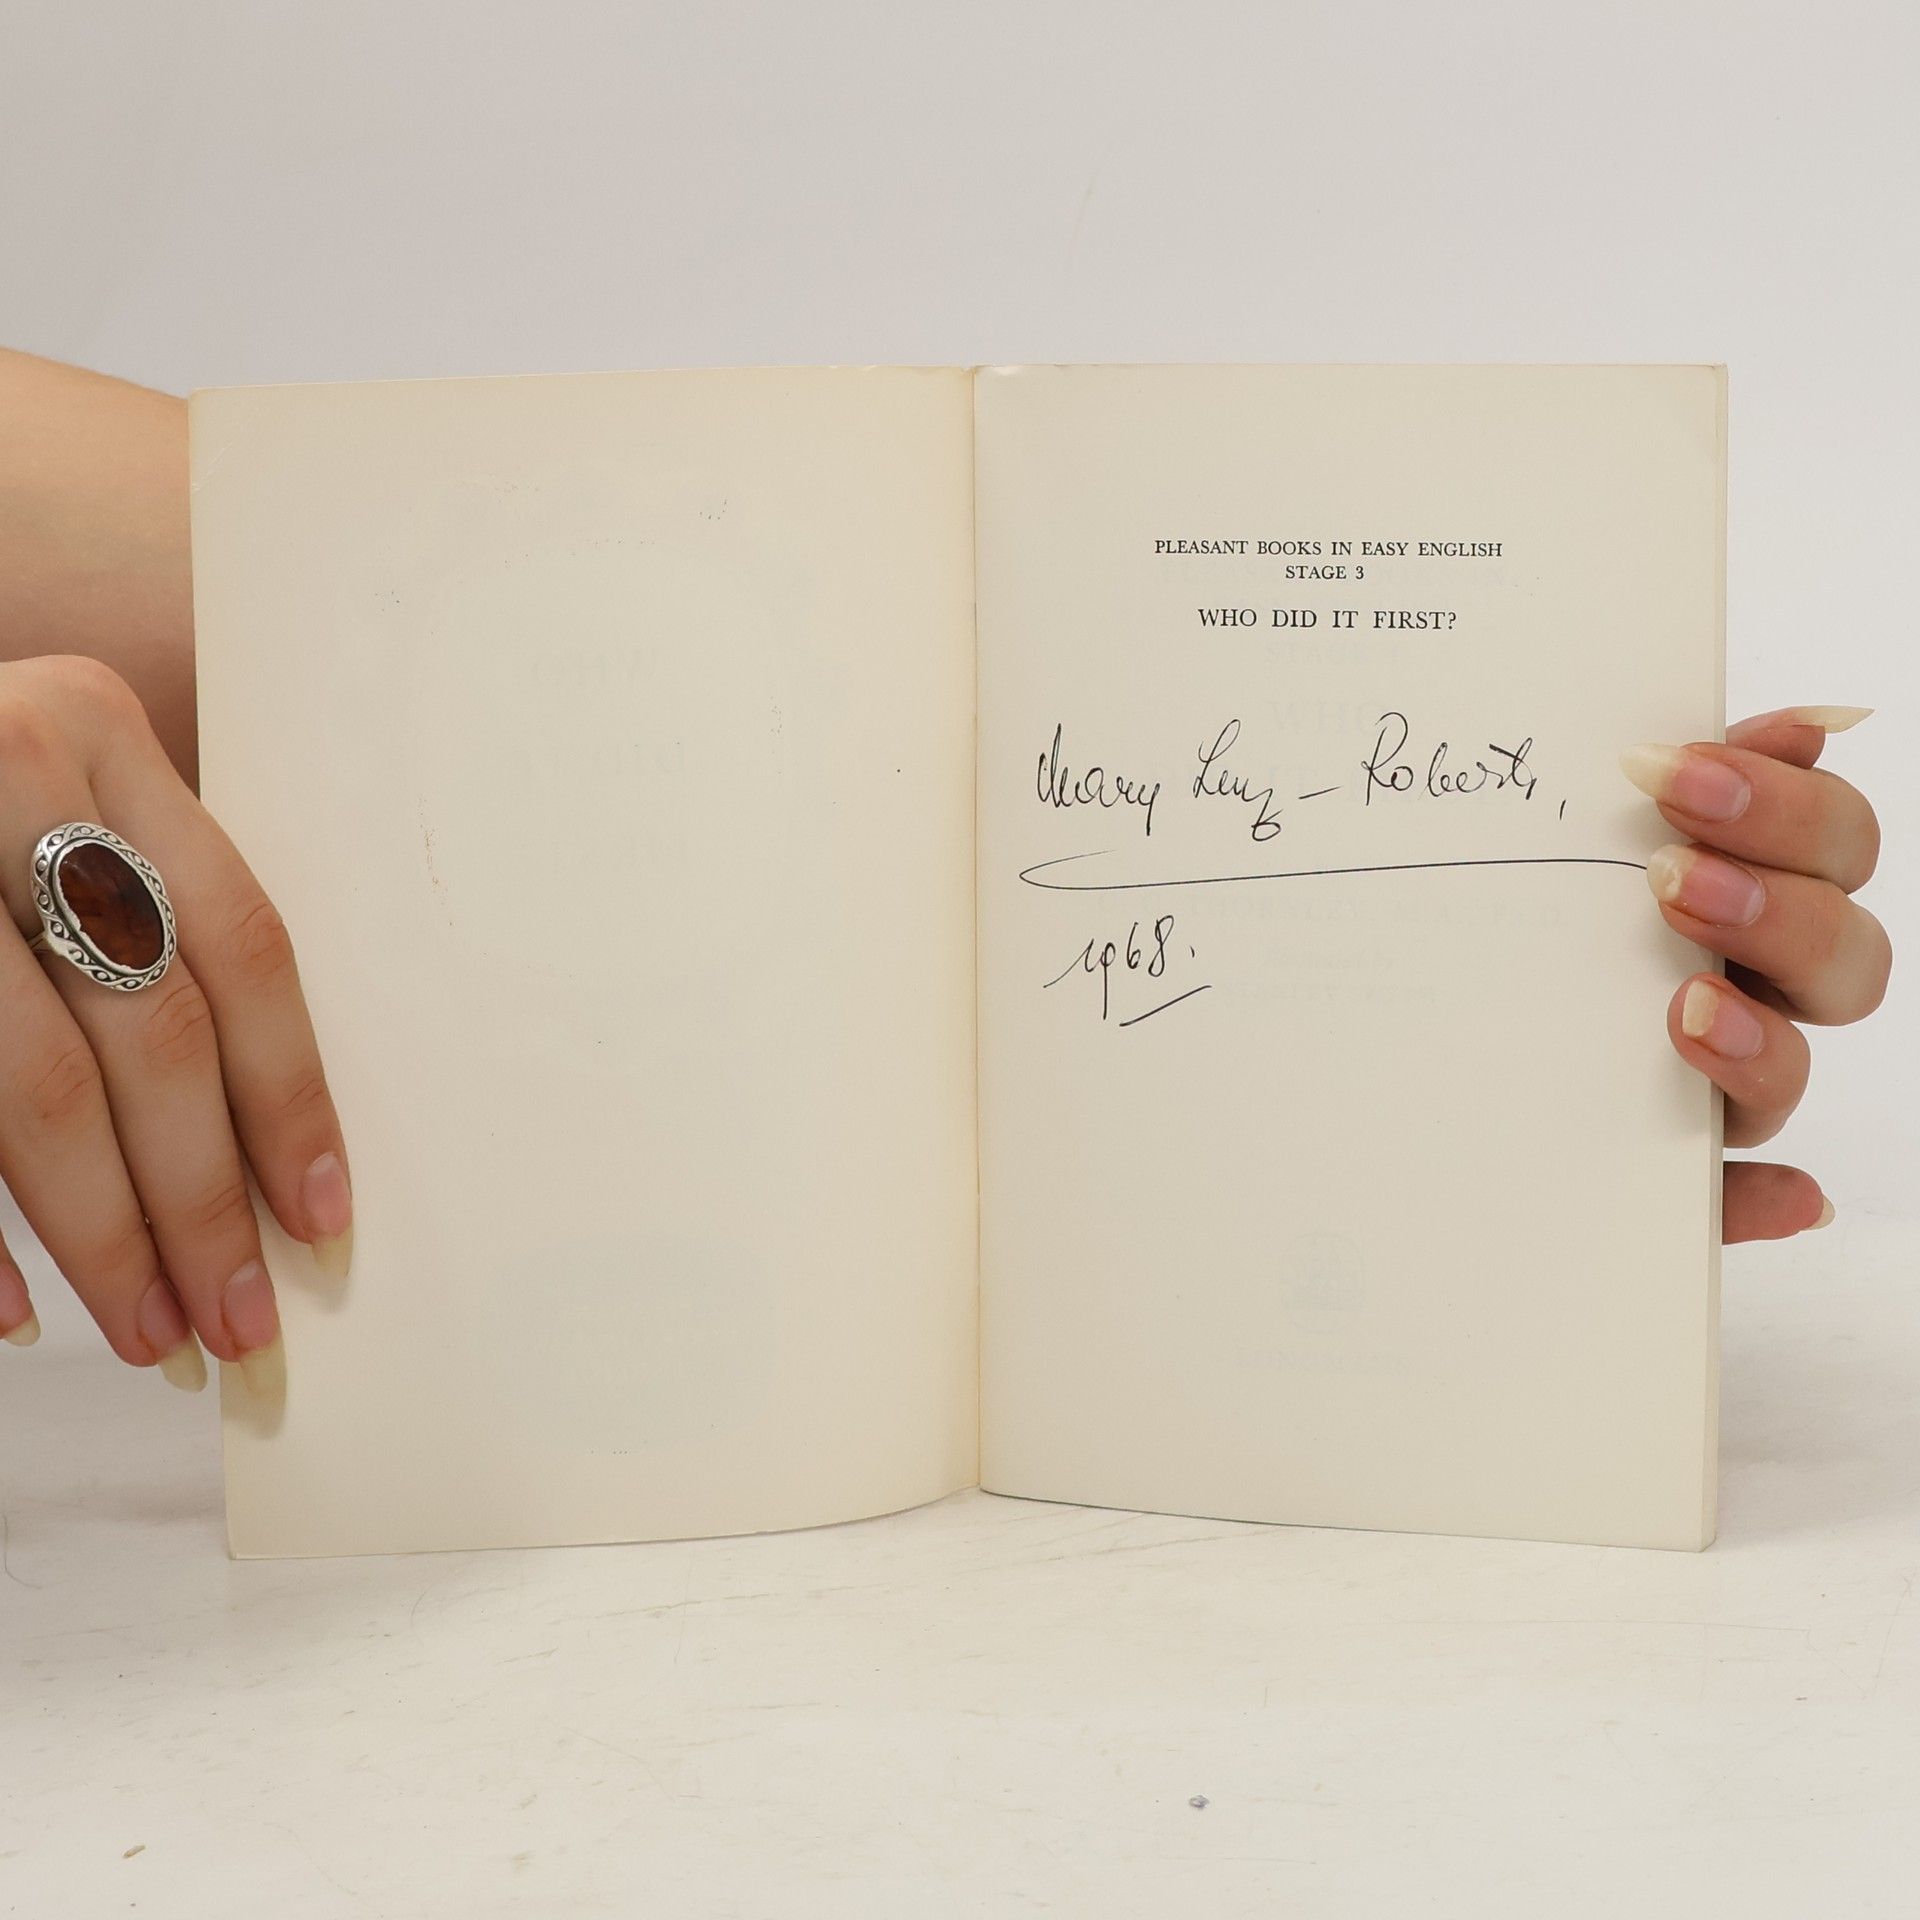 PLEASANT BOOKS IN EASY ENGLISH
STAGE 3
WHO DID IT FIRST?
Mary Lenz – Roberts,
1968.